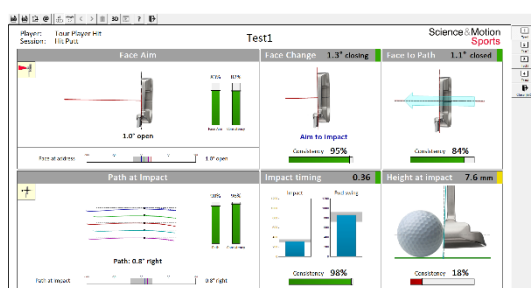 Player: Tour Player Hit
Session: Hit Putt
Test1
Science&Motion
Sports
Face Aim
1.0° open
Face at address
1.0° open
Face Change 1.3° closing
Aim to Impact
Consistency 95%
Face to Path 1.1° closed
Consistency 84%
Path at Impact
98% 96%
Path: 0.8° right
Path at impact
0.8° right
Impact timing 0.36
Impact
Consistency 98%
Height at impact 7.6 mm
Consistency 18%